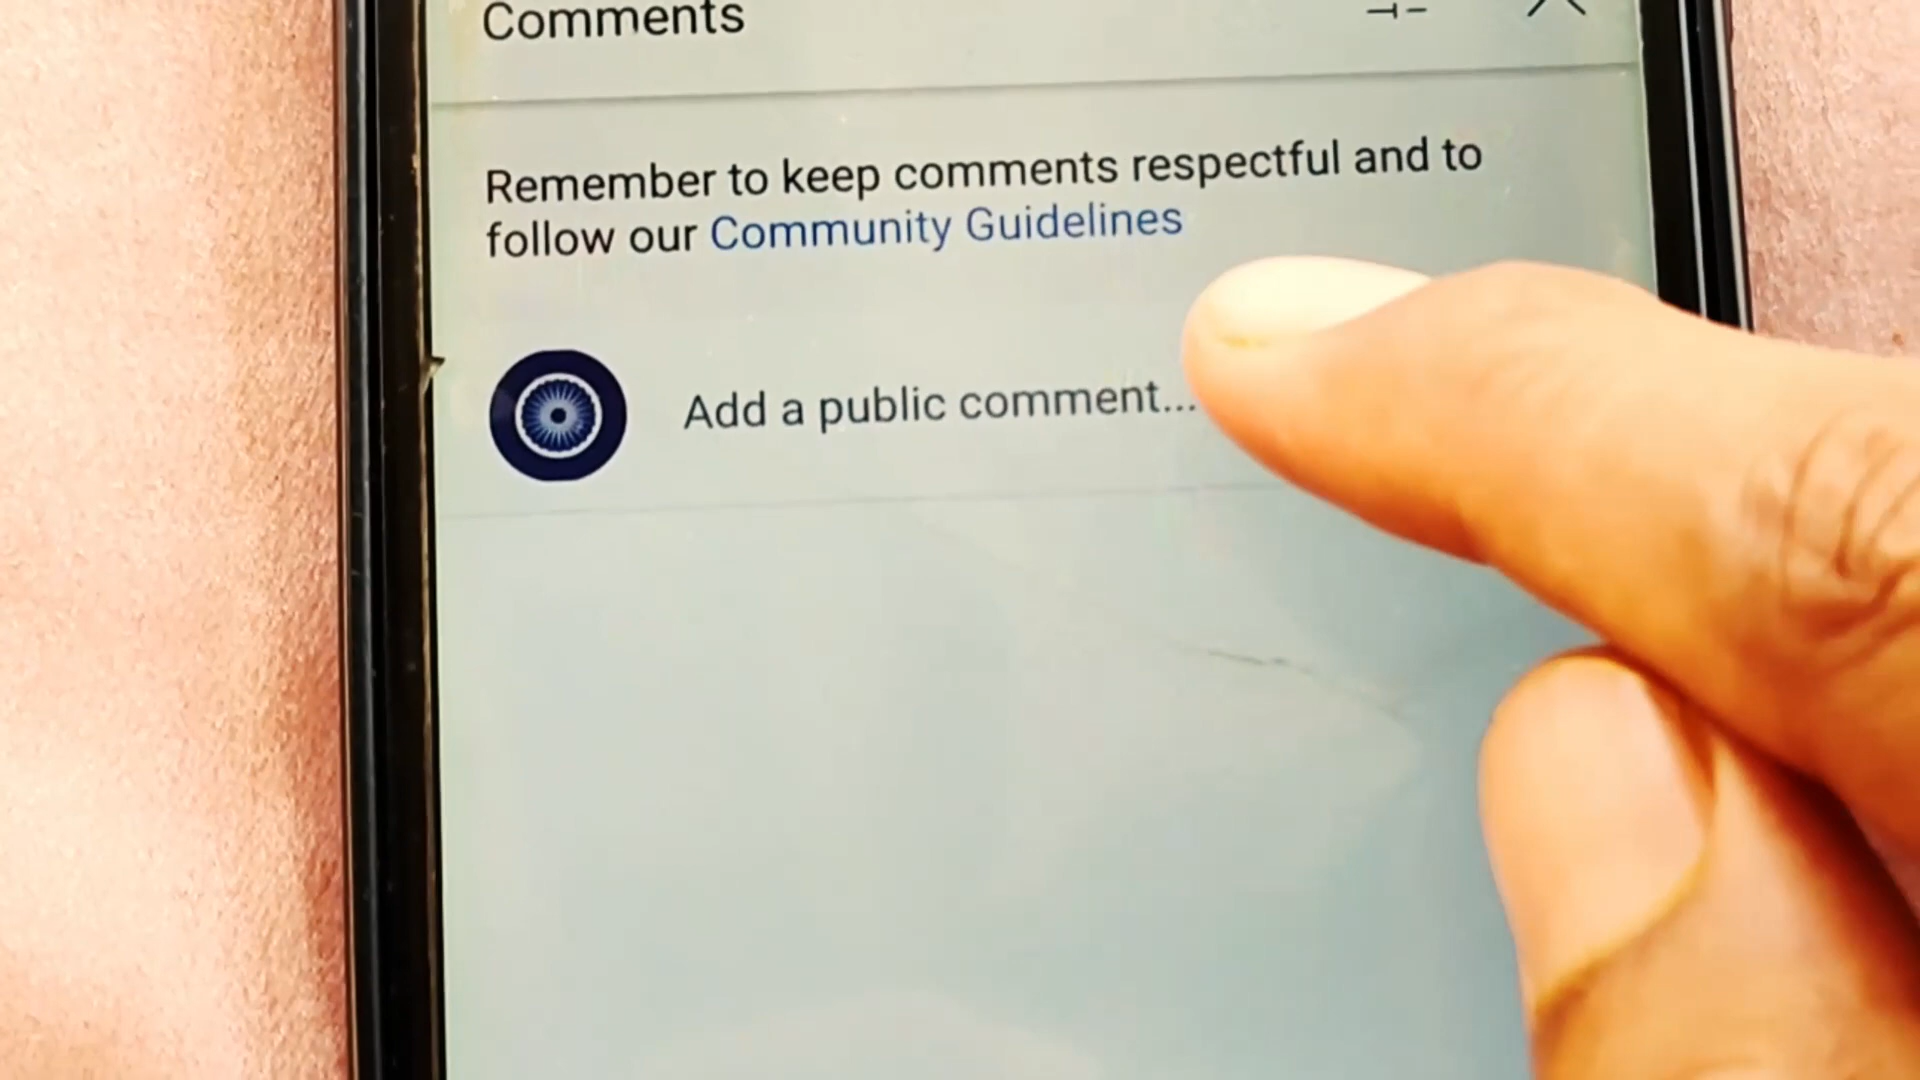 Comments
Remember to keep comments respectful and to
follow our Community Guidelines
Add a public comment...